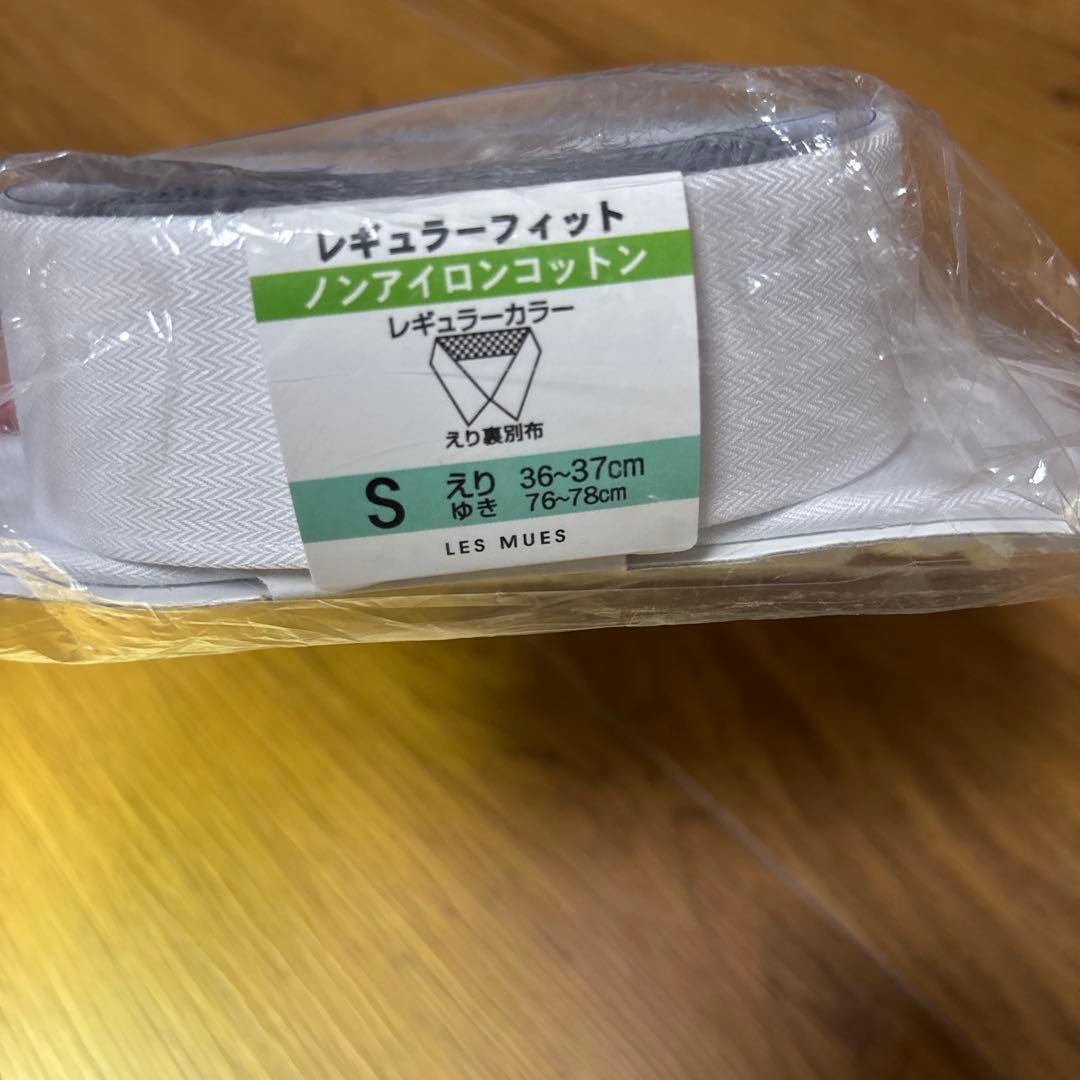 レギュラーフィット
ノンアイロンコットン
レギュラーカラー
えり裏別布
S えり 36~37cm
ゆき 76~78cm
LES MUES